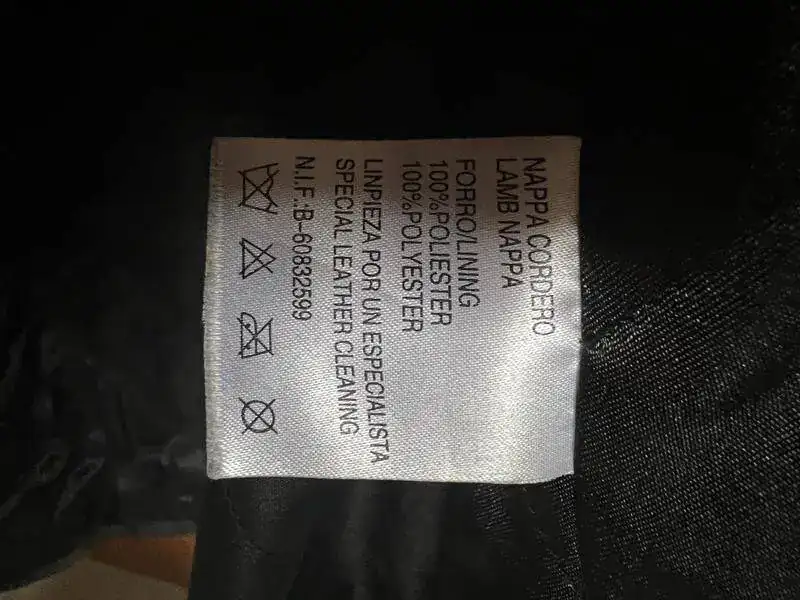 NAPPA CORDERO
LAMB NAPPA
FORRO/LINING
100%POLIESTER
100%POLYESTER
LINPIEZA POR UN ESPECIALISTA
SPECIAL LEATHER CLEANING
N.I.F.:B-60832599